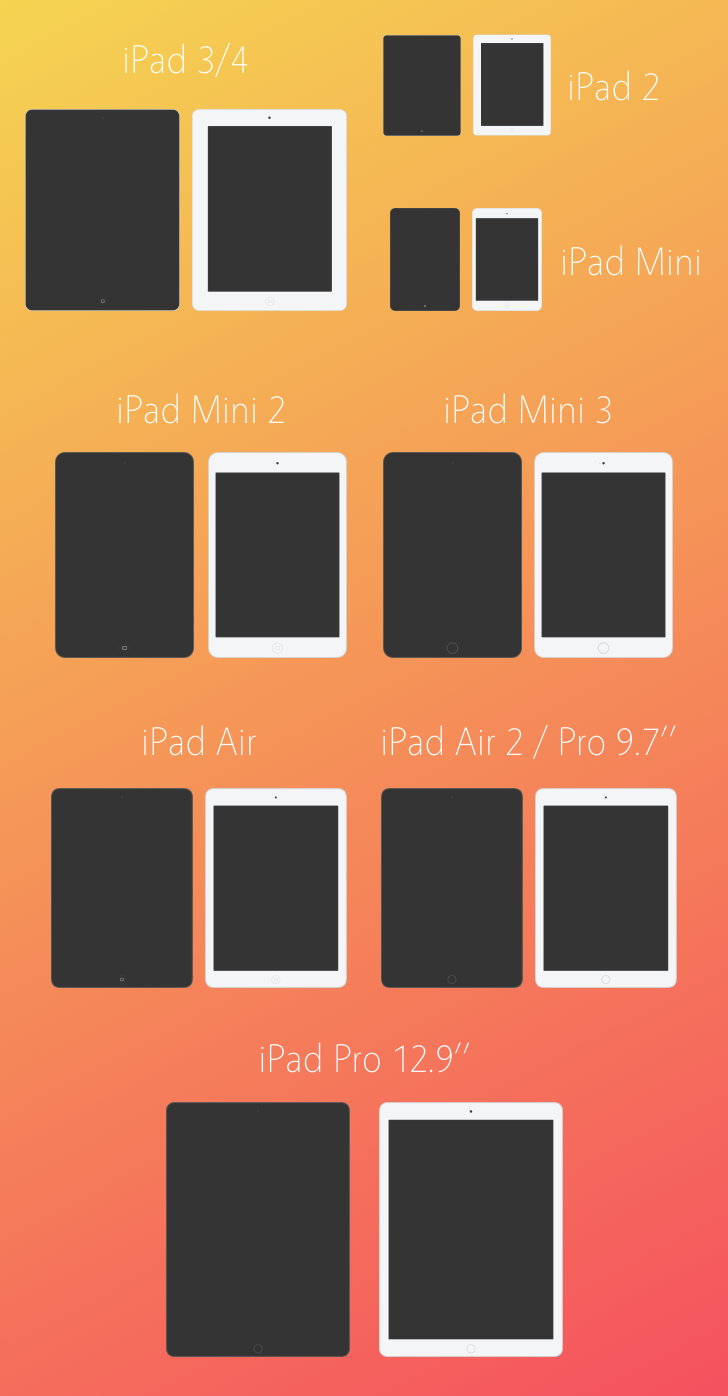 iPad 3/4
iPad 2
iPad Mini
iPad Mini 2
iPad Mini 3
iPad Air
iPad Air 2 / Pro 9.7’’
iPad Pro 12.9’’